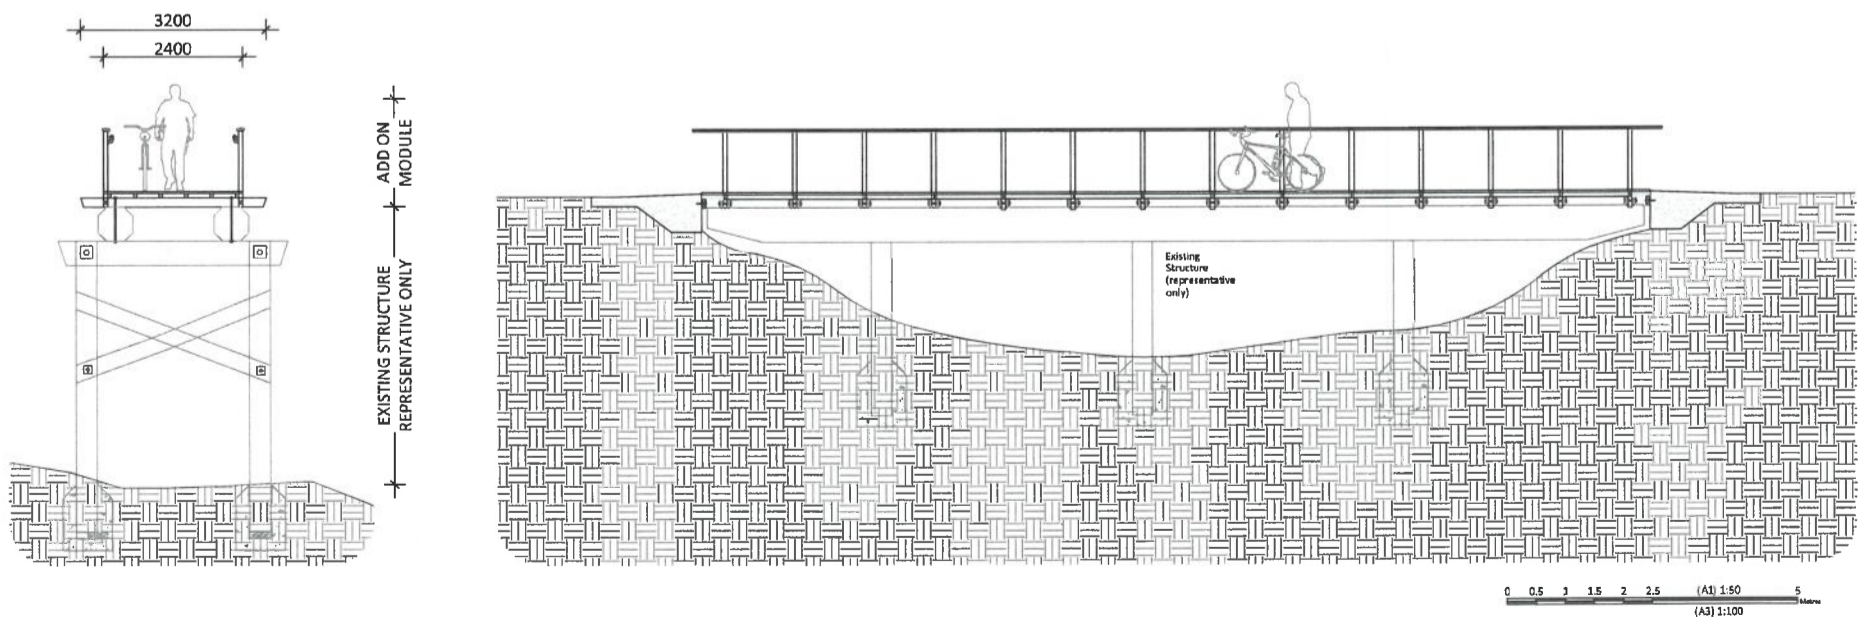 3200
2400
ADD ON
MODULE
EXISTING STRUCTURE
REPRESENTATIVE ONLY
Existing
Structure
(representative
only)
0 0.5 1 1.5 2 2.5 (A1) 1:50 5 Metres
(A3) 1:100